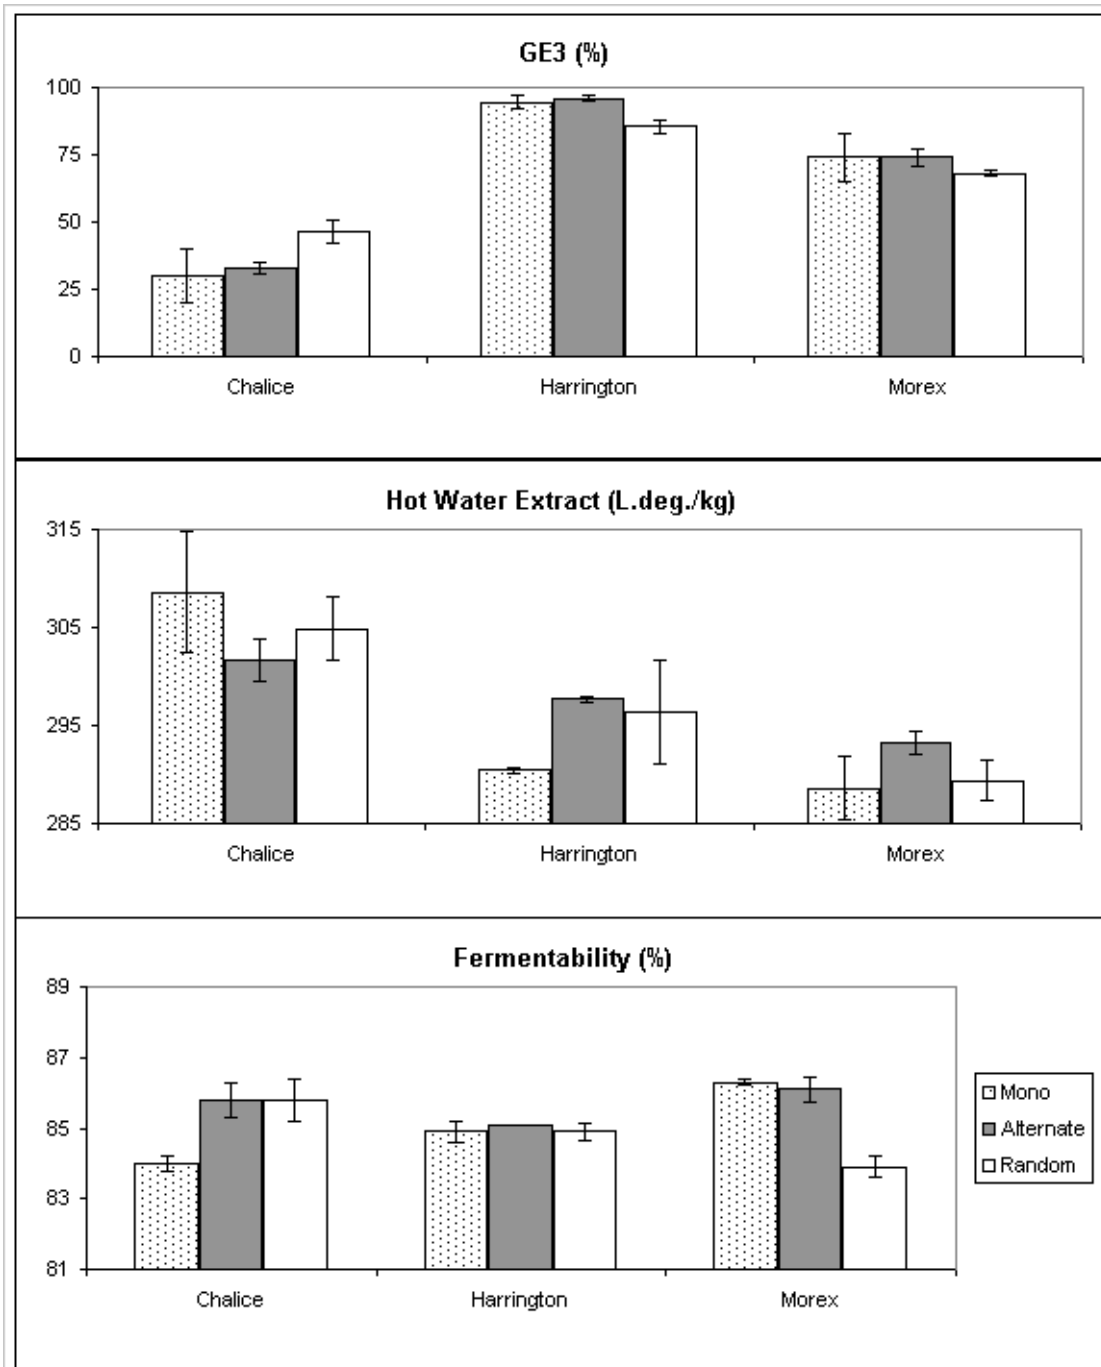 GE3 (%)
100
75
50
25
0
Chalice Harrington Morex
Hot Water Extract (L.deg./kg)
315
305
295
285
Chalice Harrington Morex
Fermentability (%)
89
87
85
83
81
Chalice Harrington Morex
Mono
Alternate
Random